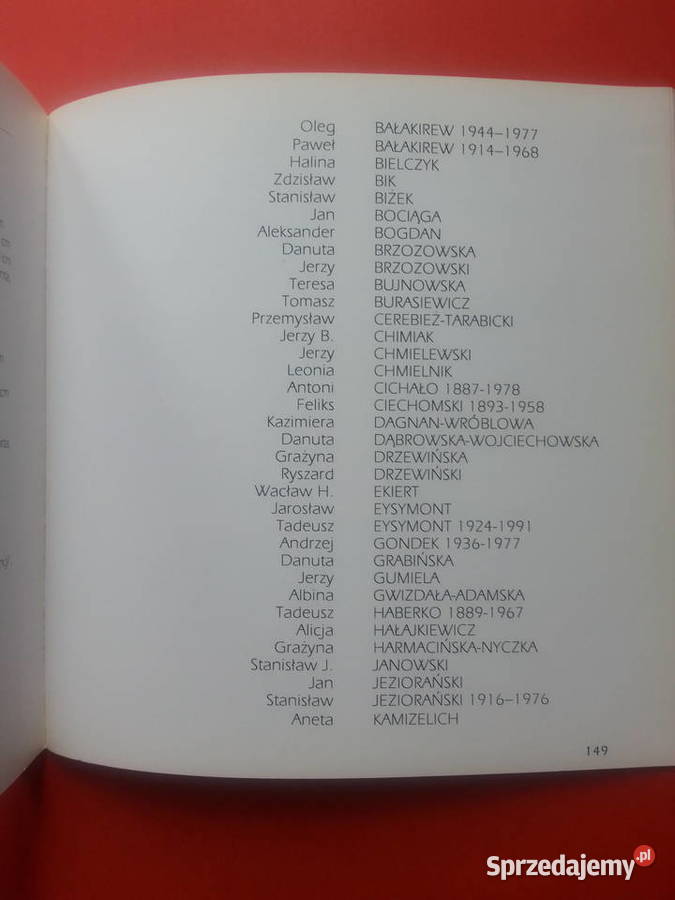 Oleg BAŁAKIREW 1944–1977
Paweł BAŁAKIREW 1914–1968
Halina BIELCZYK
Zdzisław BIK
Stanisław BIŻEK
Jan BOCIĄGA
Aleksander BOGDAN
Danuta BRZOZOWSKA
Jerzy BRZOZOWSKI
Teresa BUJNOWSKA
Tomasz BURASIEWICZ
Przemysław CEREBIEŻ-TARABICKI
Jerzy B. CHIMIAK
Jerzy CHMIELEWSKI
Leonia CHMIELNIK
Antoni CICHAŁO 1887-1978
Feliks CIECHOMSKI 1893-1958
Kazimiera DAGNAN-WRÓBLOWA
Danuta DĄBROWSKA-WOJCIECHOWSKA
Grażyna DRZEWIŃSKA
Ryszard DRZEWIŃSKI
Wacław H. EKIERT
Jarosław EYSYMONT
Tadeusz EYSYMONT 1924-1991
Andrzej GONDEK 1936-1977
Danuta GRABIŃSKA
Jerzy GUMIELA
Albina GWIZDAŁA-ADAMSKA
Tadeusz HABERKO 1889-1967
Alicja HAŁAJKIEWICZ
Grażyna HARMACIŃSKA-NYCZKA
Stanisław J. JANOWSKI
Jan JEZIORAŃSKI
Stanisław JEZIORAŃSKI 1916–1976
Aneta KAMIZELICH
149
Sprzedajemy.pl